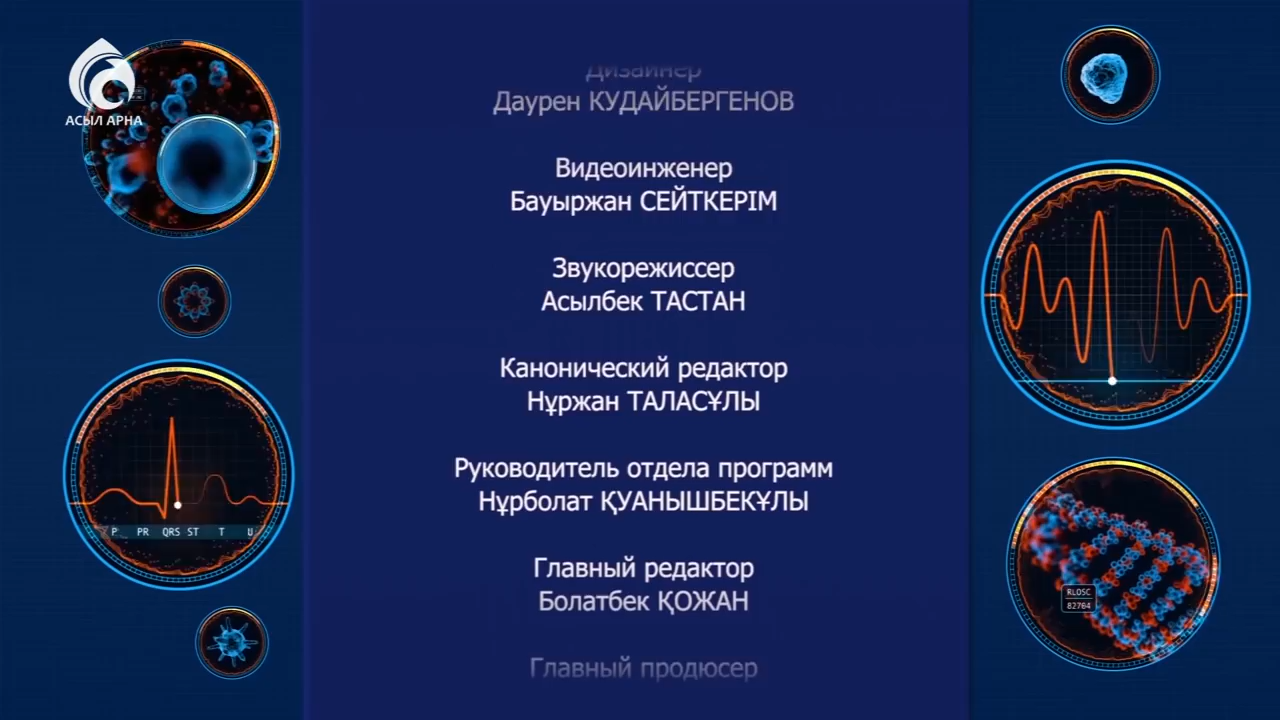 АСЫЛ АРНА
Дизайнер
Даурен КУДАЙБЕРГЕНОВ
Видеоинженер
Бауыржан СЕЙТКЕРІМ
Звукорежиссер
Асылбек ТАСТАН
Канонический редактор
Нұржан ТАЛАСҰЛЫ
Руководитель отдела программ
Нұрболат ҚУАНЫШБЕКҰЛЫ
Главный редактор
Болатбек ҚОЖАН
Главный продюсер
P PR QRS ST T U
RLDSC
82764